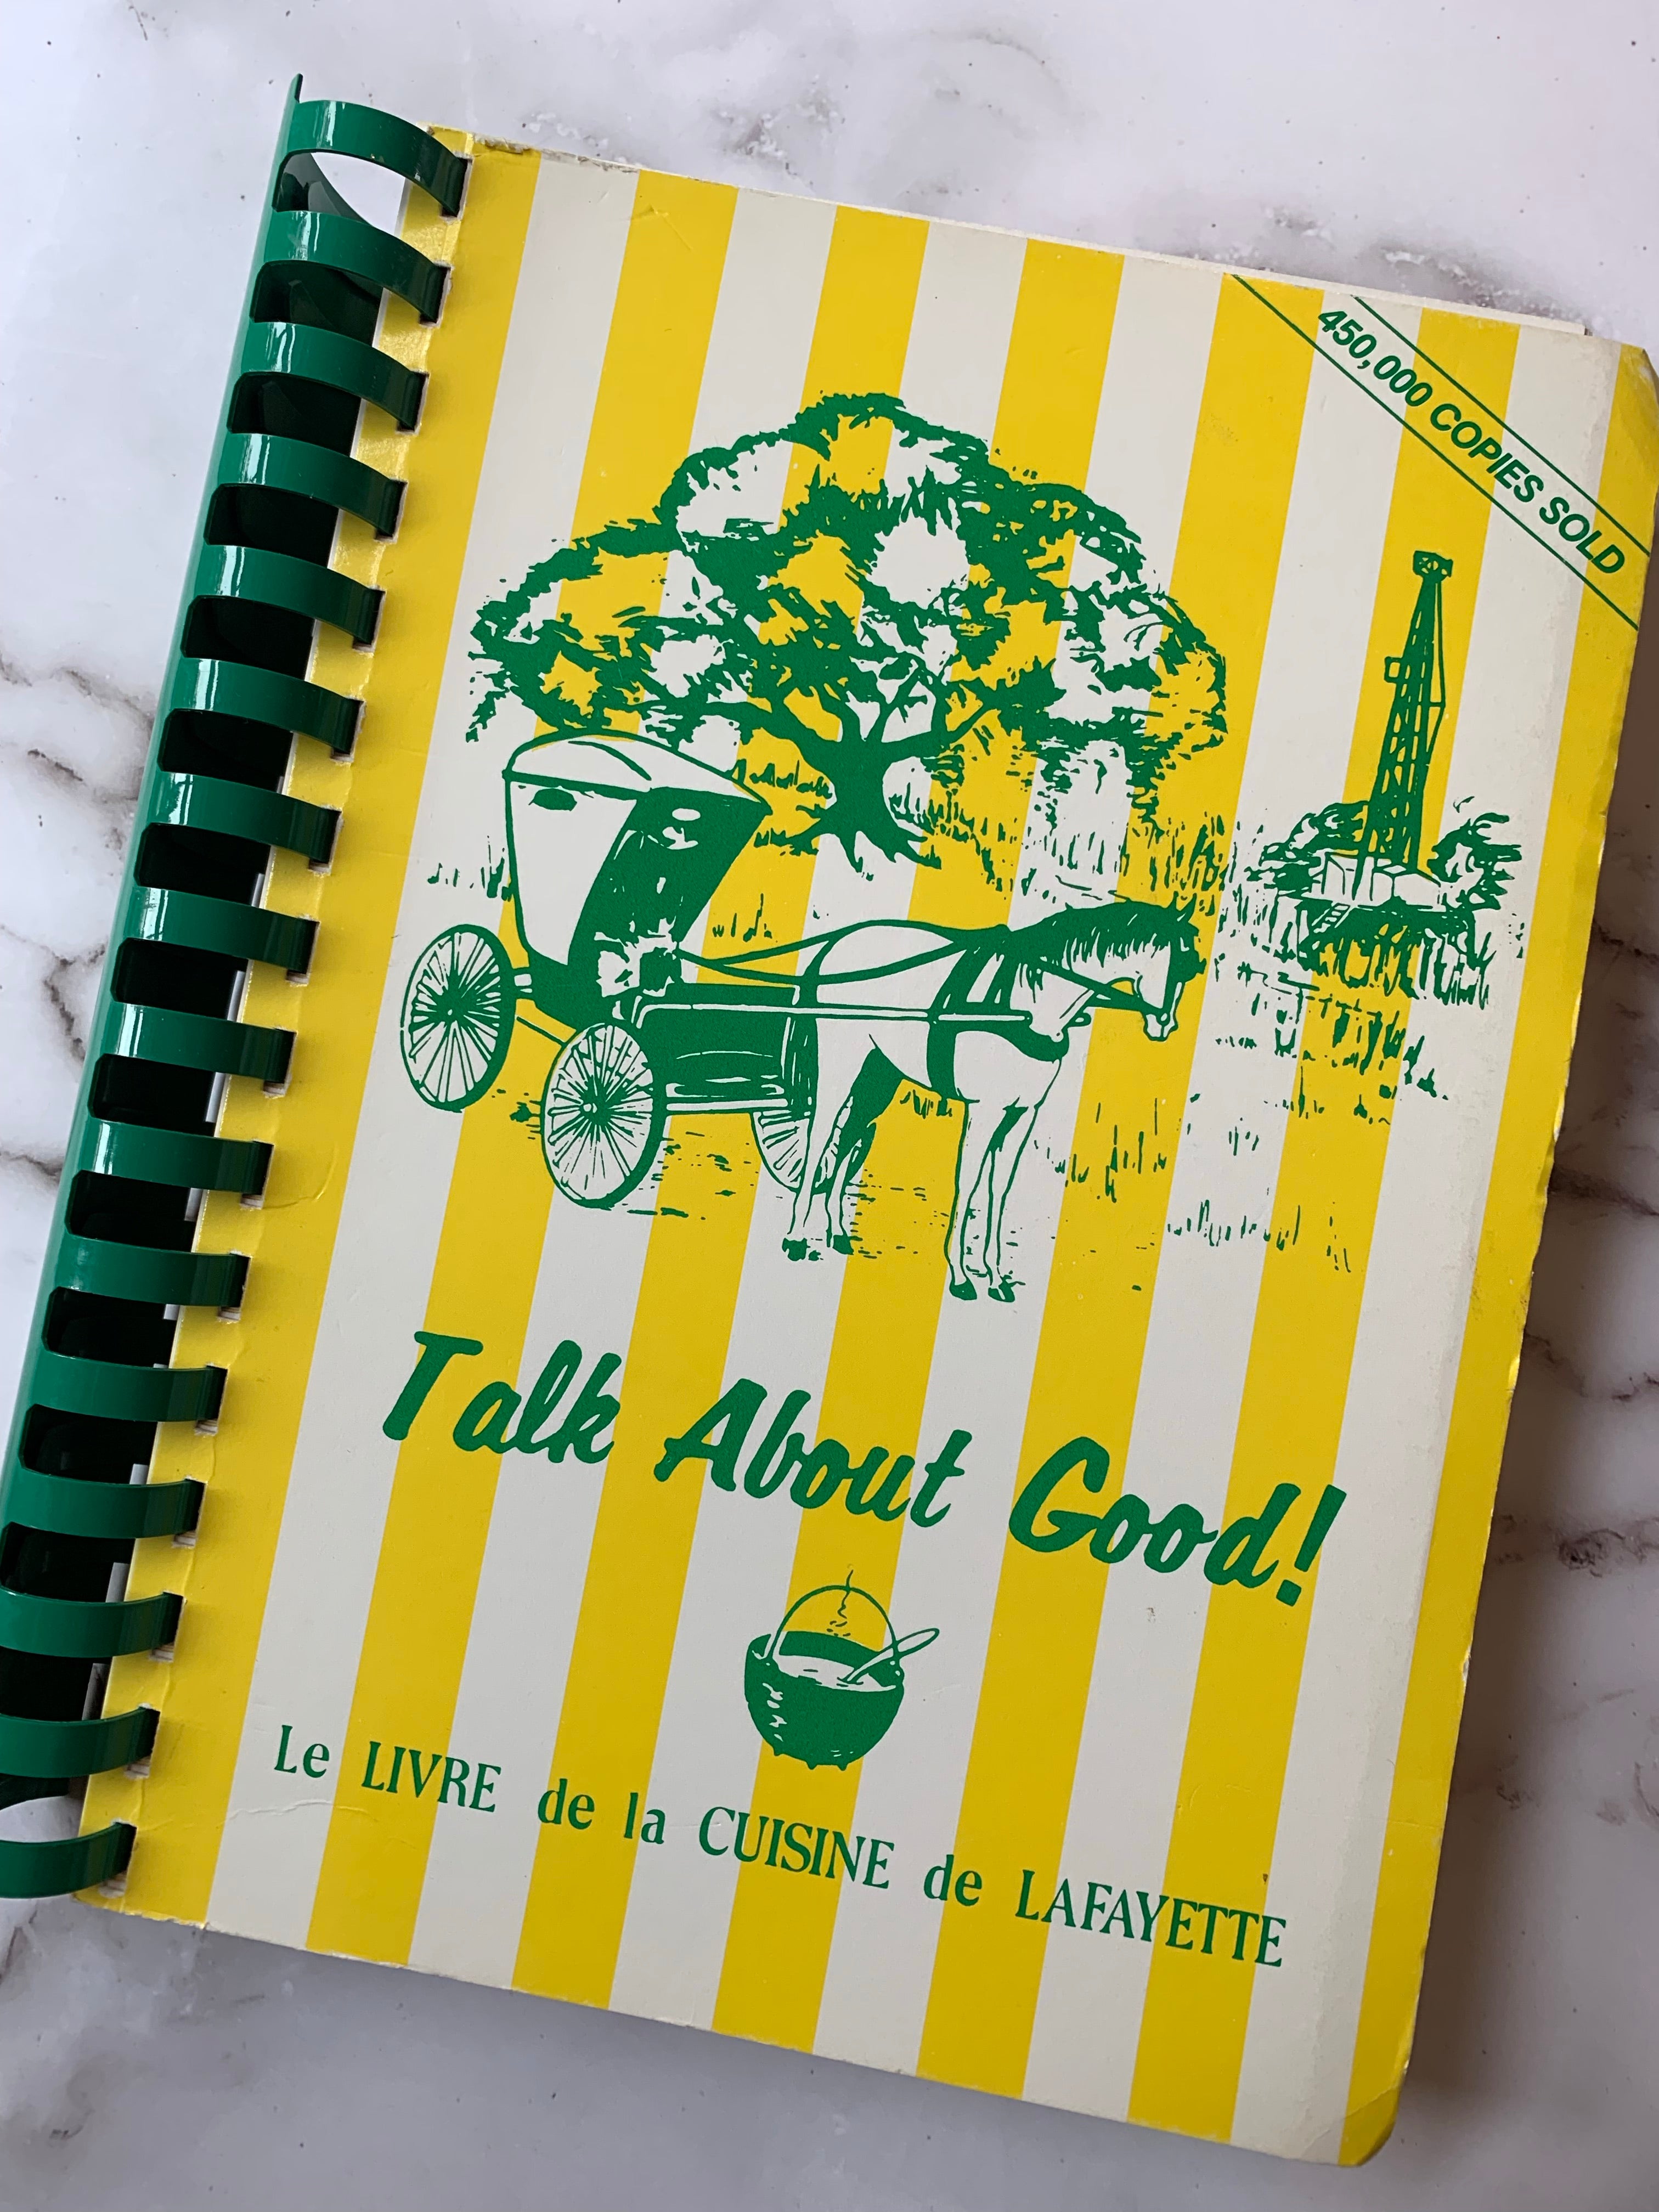 450,000 COPIES SOLD
Talk About Good!
Le LIVRE de la CUISINE de LAFAYETTE